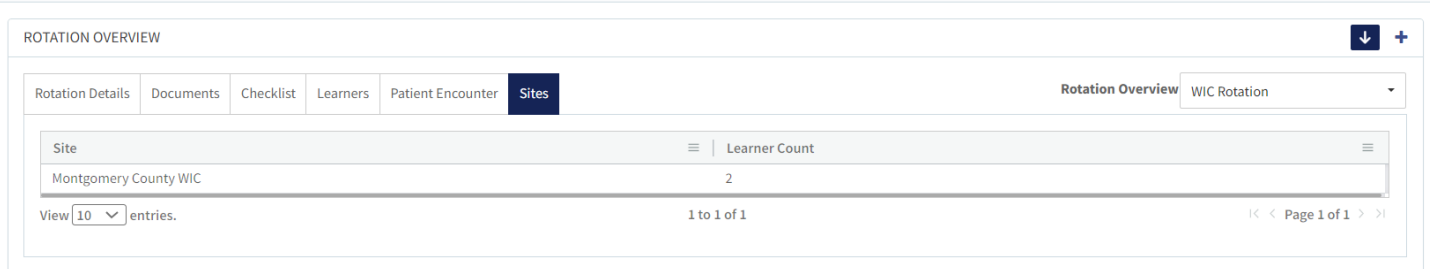 ROTATION OVERVIEW
Rotation Details Documents Checklist Learners Patient Encounter Sites Rotation Overview WIC Rotation
Site Learner Count
Montgomery County WIC 2
View 10 entries. 1 to 1 of 1 Page 1 of 1